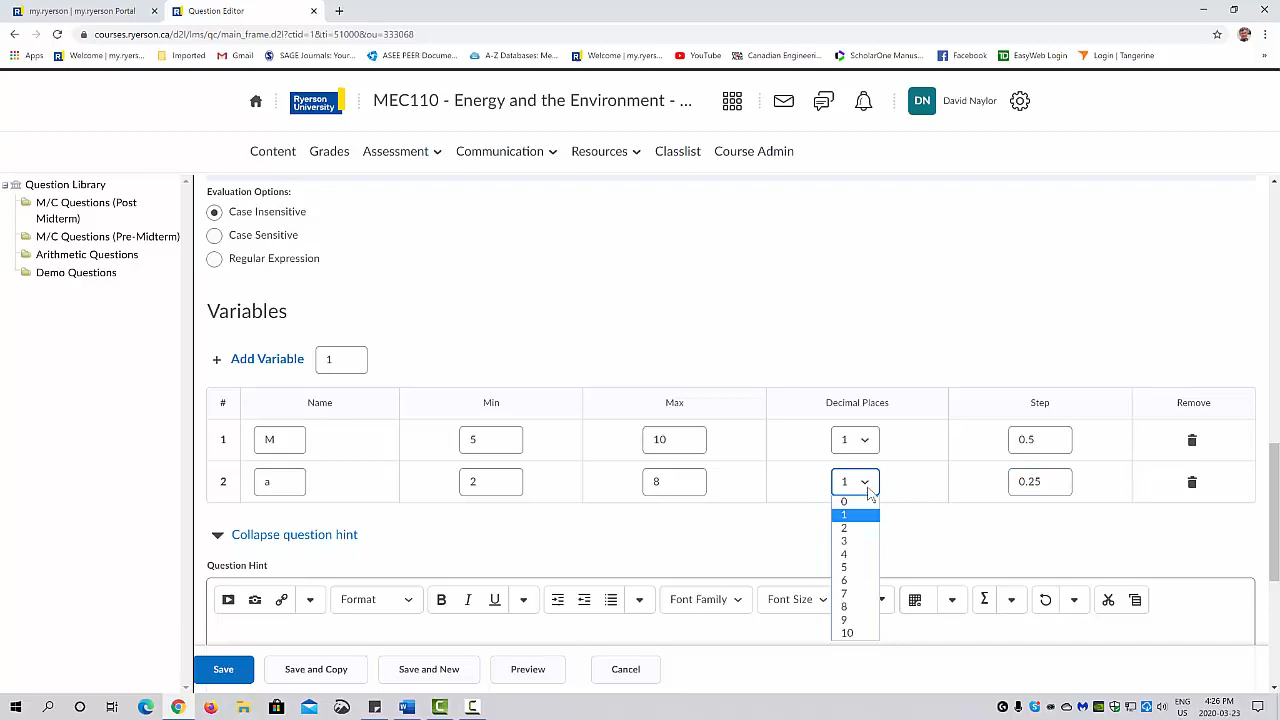 my.ryerson | my.ryerson Portal
Question Editor
courses.ryerson.ca/d2l/lms/qc/main_frame.d2l?ctid=1&ti=51000&ou=333068
Apps
Welcome | my.ryers...
Imported
Gmail
SAGE Journals: Your...
ASEE PEER Docume...
A-Z Databases: Me...
Welcome | my.ryers...
YouTube
Canadian Engineeri...
ScholarOne Manus...
Facebook
EasyWeb Login
Login | Tangerine
Ryerson University
MEC110 - Energy and the Environment - ...
DN
David Naylor
Content
Grades
Assessment
Communication
Resources
Classlist
Course Admin
Question Library
M/C Questions (Post
Midterm)
M/C Questions (Pre-Midterm)
Arithmetic Questions
Demo Questions
Evaluation Options:
Case Insensitive
Case Sensitive
Regular Expression
Variables
+ Add Variable 1
# Name Min Max Decimal Places Step Remove
1 M 5 10 1 0.5
2 a 2 8 1 0.25
0
1
2
3
4
5
6
7
8
9
10
Collapse question hint
Question Hint
Format
B I U
Font Family
Font Size
Σ
Save
Save and Copy
Save and New
Preview
Cancel
ENG
US
4:26 PM
2020-03-23